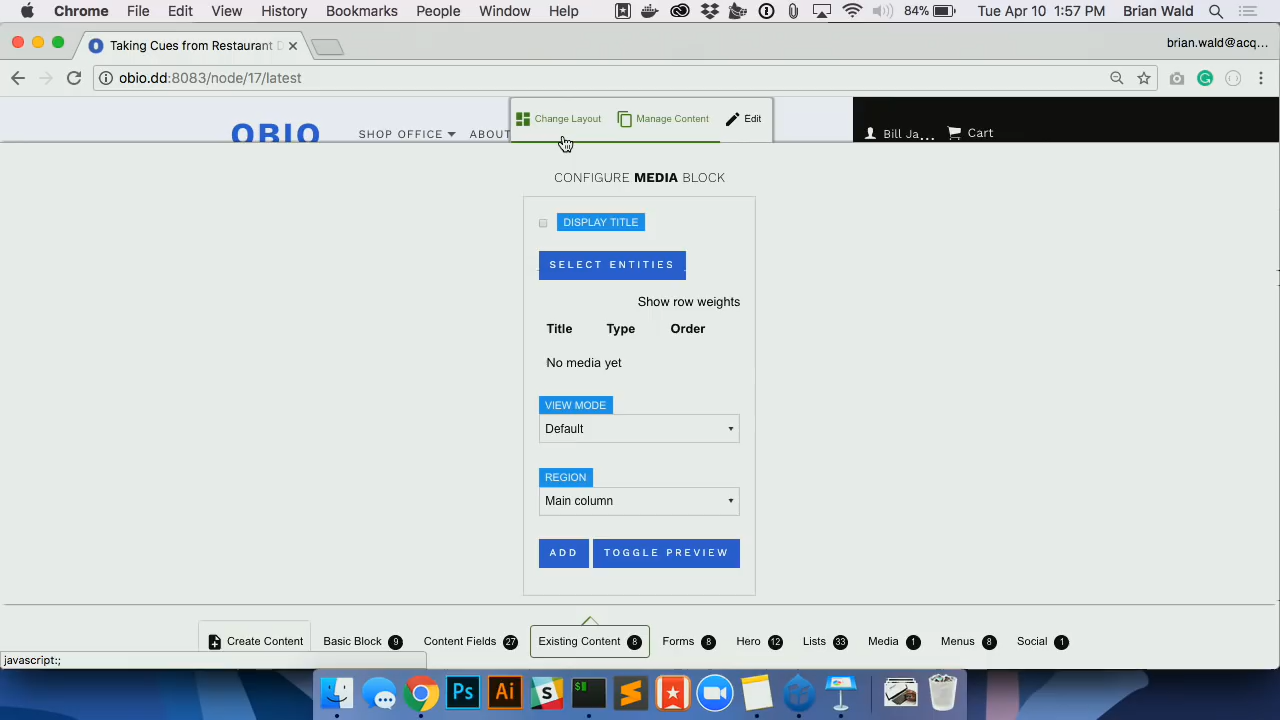 Chrome File Edit View History Bookmarks People Window Help 84% Tue Apr 10 1:57 PM Brian Wald
Taking Cues from Restaurant D
brian.wald@acq...
obio.dd:8083/node/17/latest
OBIO SHOP OFFICE ABOUT
Change Layout Manage Content Edit
Bill Ja... Cart
CONFIGURE MEDIA BLOCK
DISPLAY TITLE
SELECT ENTITIES
Show row weights
Title Type Order
No media yet
VIEW MODE
Default
REGION
Main column
ADD TOGGLE PREVIEW
Create Content Basic Block 9 Content Fields 27 Existing Content 8 Forms 8 Hero 12 Lists 33 Media 1 Menus 8 Social 1
javascript:;
Ps Ai S $